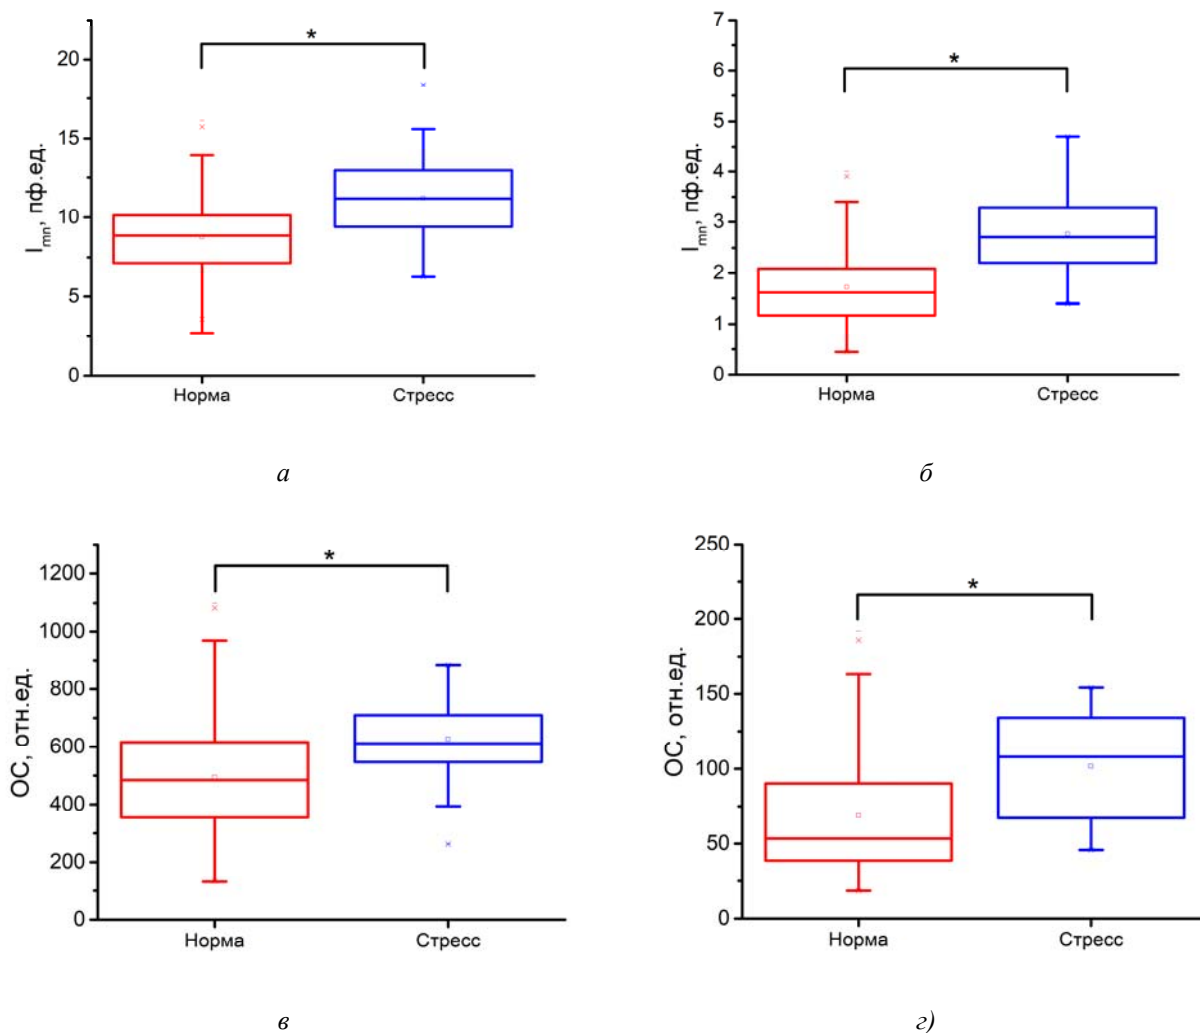 *
20
15
10
5
0
I_mn, пф.ед.
Норма
Стресс
а
*
7
6
5
4
3
2
1
0
I_mn, пф.ед.
Норма
Стресс
б
*
1200
1000
800
600
400
200
0
ОС, отн.ед.
Норма
Стресс
в
*
250
200
150
100
50
0
ОС, отн.ед.
Норма
Стресс
г)